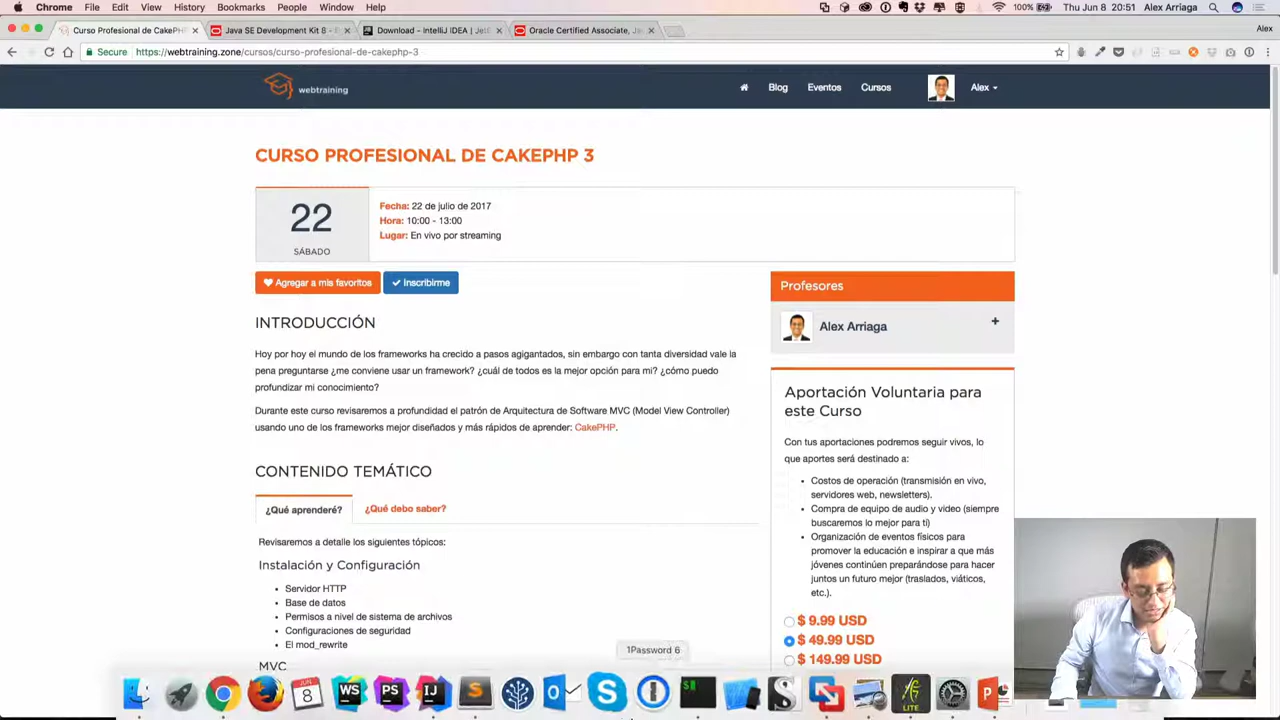 Chrome File Edit View History Bookmarks People Window Help 100% Thu Jun 8 20:51 Alex Arriaga
Curso Profesional de CakePH Java SE Development Kit 8 - Download - IntelliJ IDEA | Jet Oracle Certified Associate, Ja Alex
Secure https://webtraining.zone/cursos/curso-profesional-de-cakephp-3
webtraining Blog Eventos Cursos Alex
CURSO PROFESIONAL DE CAKEPHP 3
22
SÁBADO
Fecha: 22 de julio de 2017
Hora: 10:00 - 13:00
Lugar: En vivo por streaming
Agregar a mis favoritos Inscribirme
INTRODUCCIÓN
Hoy por hoy el mundo de los frameworks ha crecido a pasos agigantados, sin embargo con tanta diversidad vale la
pena preguntarse ¿me conviene usar un framework? ¿cuál de todos es la mejor opción para mi? ¿cómo puedo
profundizar mi conocimiento?
Durante este curso revisaremos a profundidad el patrón de Arquitectura de Software MVC (Model View Controller)
usando uno de los frameworks mejor diseñados y más rápidos de aprender: CakePHP.
CONTENIDO TEMÁTICO
¿Qué aprenderé? ¿Qué debo saber?
Revisaremos a detalle los siguientes tópicos:
Instalación y Configuración
Servidor HTTP
Base de datos
Permisos a nivel de sistema de archivos
Configuraciones de seguridad
El mod_rewrite
MVC
Profesores
Alex Arriaga +
Aportación Voluntaria para
este Curso
Con tus aportaciones podremos seguir vivos, lo
que aportes será destinado a:
Costos de operación (transmisión en vivo,
servidores web, newsletters).
Compra de equipo de audio y video (siempre
buscaremos lo mejor para ti)
Organización de eventos físicos para
promover la educación e inspirar a que más
jóvenes continúen preparándose para hacer
juntos un futuro mejor (traslados, viáticos,
etc.).
$ 9.99 USD
$ 49.99 USD
$ 149.99 USD
1Password 6
JUN
8
WS PS IJ S LITE P